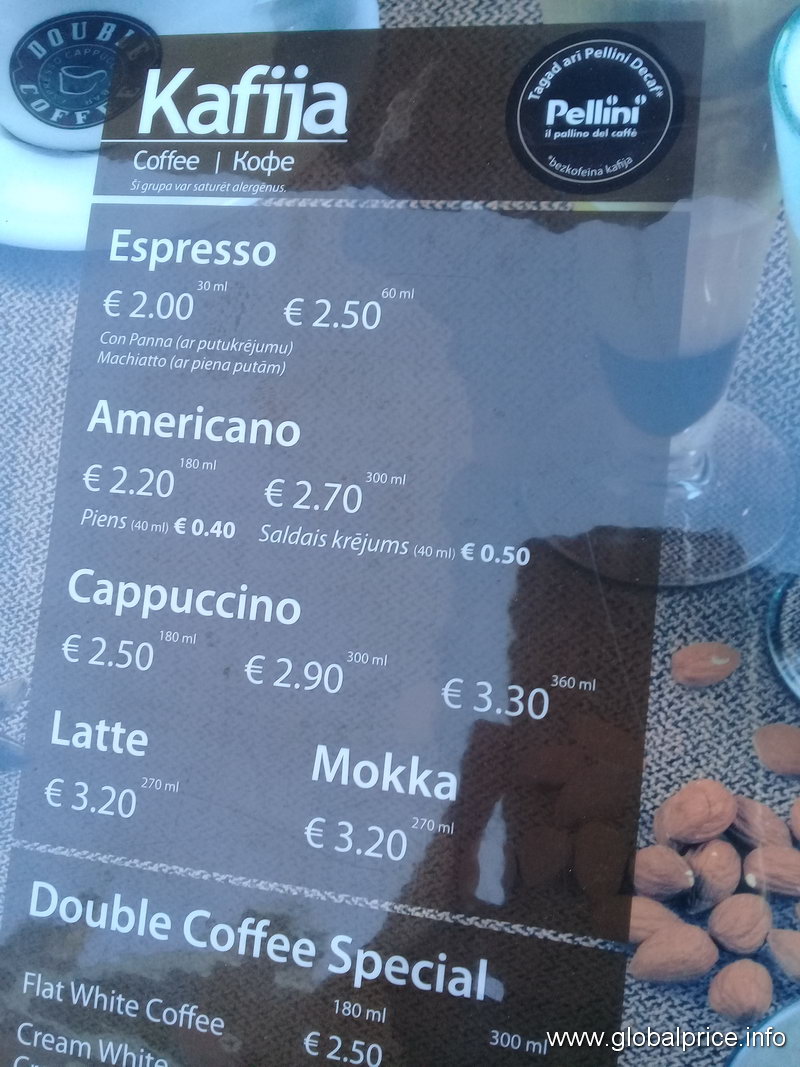 DOUBLE
COFFEE
Kafija
Coffee | Кофе
Šī grupa var saturēt alergēnus.
Tagad arī Pellini Decaf*
Pellini
il pallino del caffè
*bezkofeīna kafija
Espresso
€ 2.00 30 ml € 2.50 60 ml
Con Panna (ar putukrējumu)
Machiatto (ar piena putām)
Americano
€ 2.20 180 ml € 2.70 300 ml
Piens (40 ml) € 0.40 Saldais krējums (40 ml) € 0.50
Cappuccino
€ 2.50 180 ml € 2.90 300 ml € 3.30 360 ml
Latte Mokka
€ 3.20 270 ml € 3.20 270 ml
Double Coffee Special
180 ml 300 ml
Flat White Coffee € 2.50
Cream White
www.globalprice.info